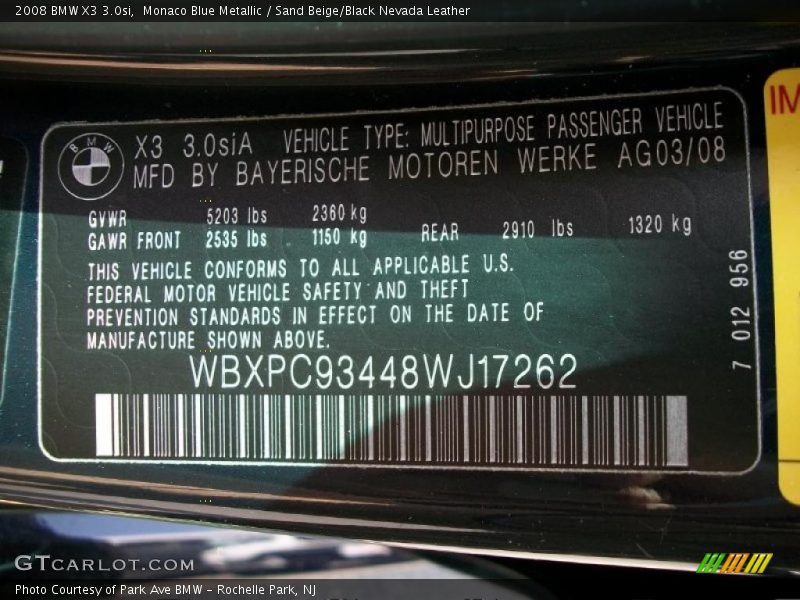 2008 BMW X3 3.0si,  Monaco Blue Metallic / Sand Beige/Black Nevada Leather
IM
BMW
X3 3.0siA VEHICLE TYPE: MULTIPURPOSE PASSENGER VEHICLE
MFD BY BAYERISCHE MOTOREN WERKE AG03/08
GVWR 5203 lbs 2360 kg
GAWR FRONT 2535 lbs 1150 kg REAR 2910 lbs 1320 kg
THIS VEHICLE CONFORMS TO ALL APPLICABLE U.S.
FEDERAL MOTOR VEHICLE SAFETY AND THEFT
PREVENTION STANDARDS IN EFFECT ON THE DATE OF
MANUFACTURE SHOWN ABOVE.
7 012 956
WBXPC93448WJ17262
GTCARLOT.COM
Photo Courtesy of Park Ave BMW - Rochelle Park, NJ